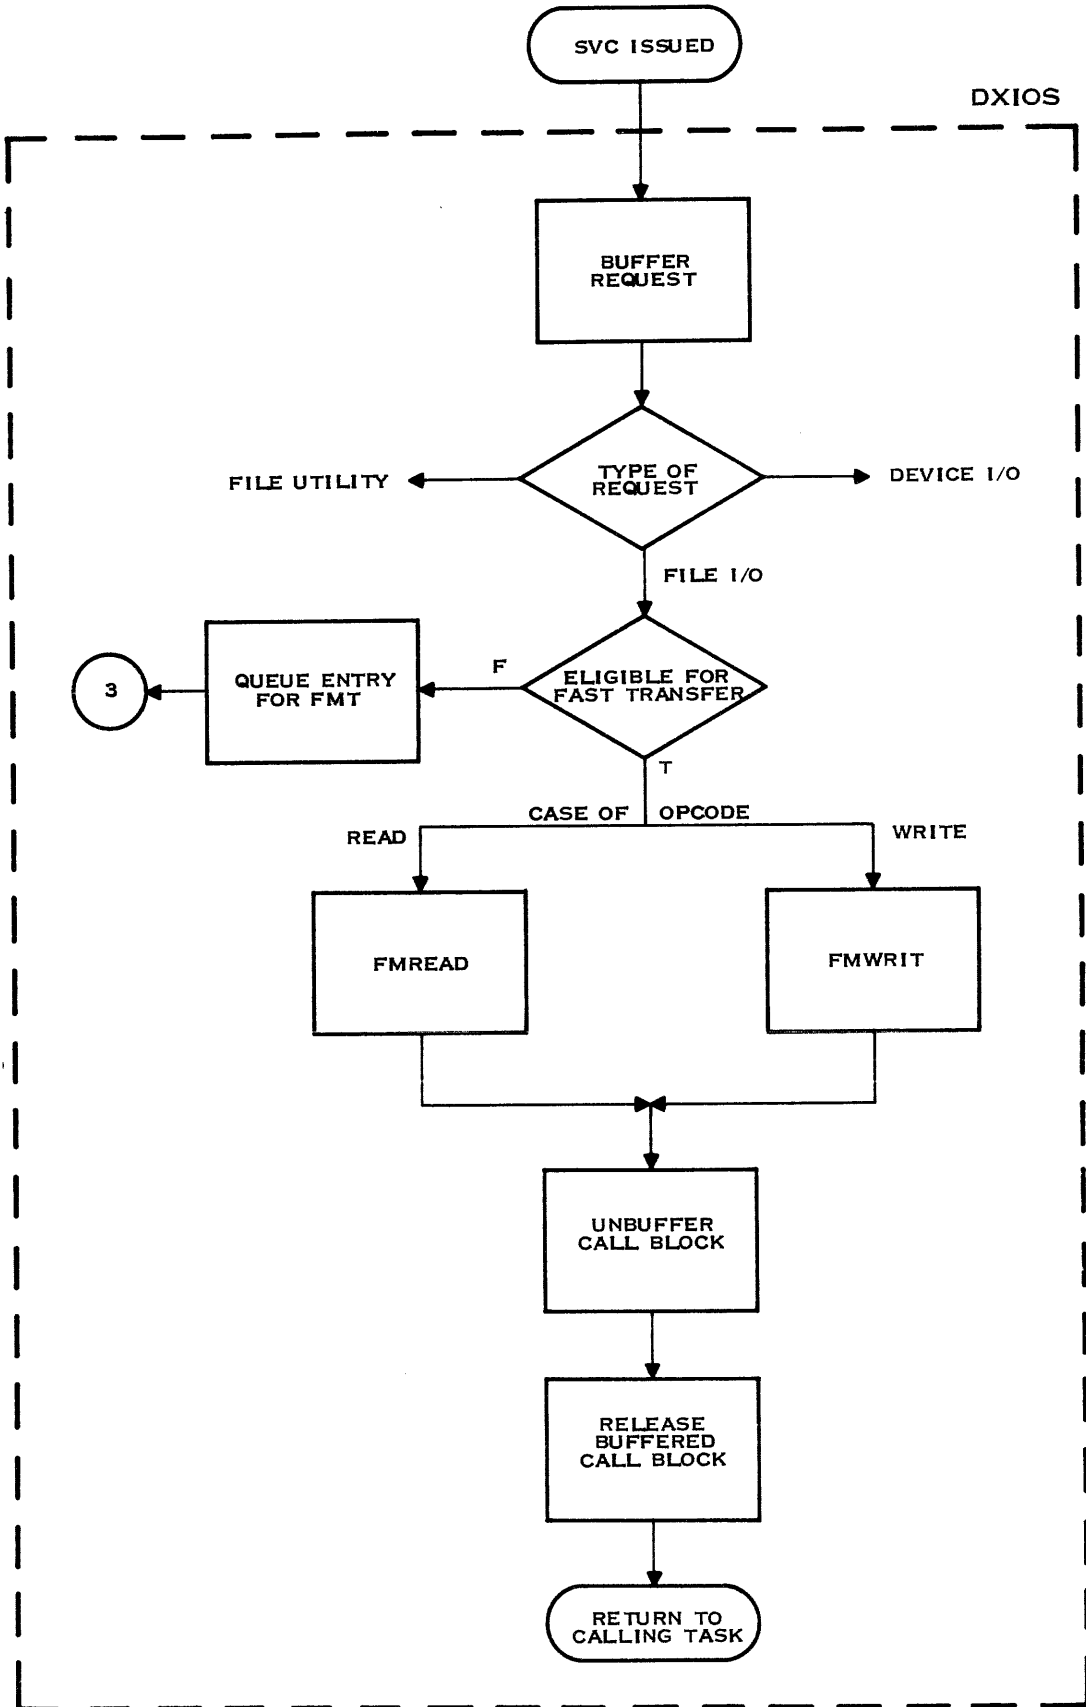 SVC ISSUED
DXIOS
BUFFER
REQUEST
FILE UTILITY
TYPE OF
REQUEST
DEVICE I/O
FILE I/O
3
QUEUE ENTRY
FOR FMT
F
ELIGIBLE FOR
FAST TRANSFER
T
CASE OF OPCODE
READ
WRITE
FMREAD
FMWRIT
UNBUFFER
CALL BLOCK
RELEASE
BUFFERED
CALL BLOCK
RETURN TO
CALLING TASK